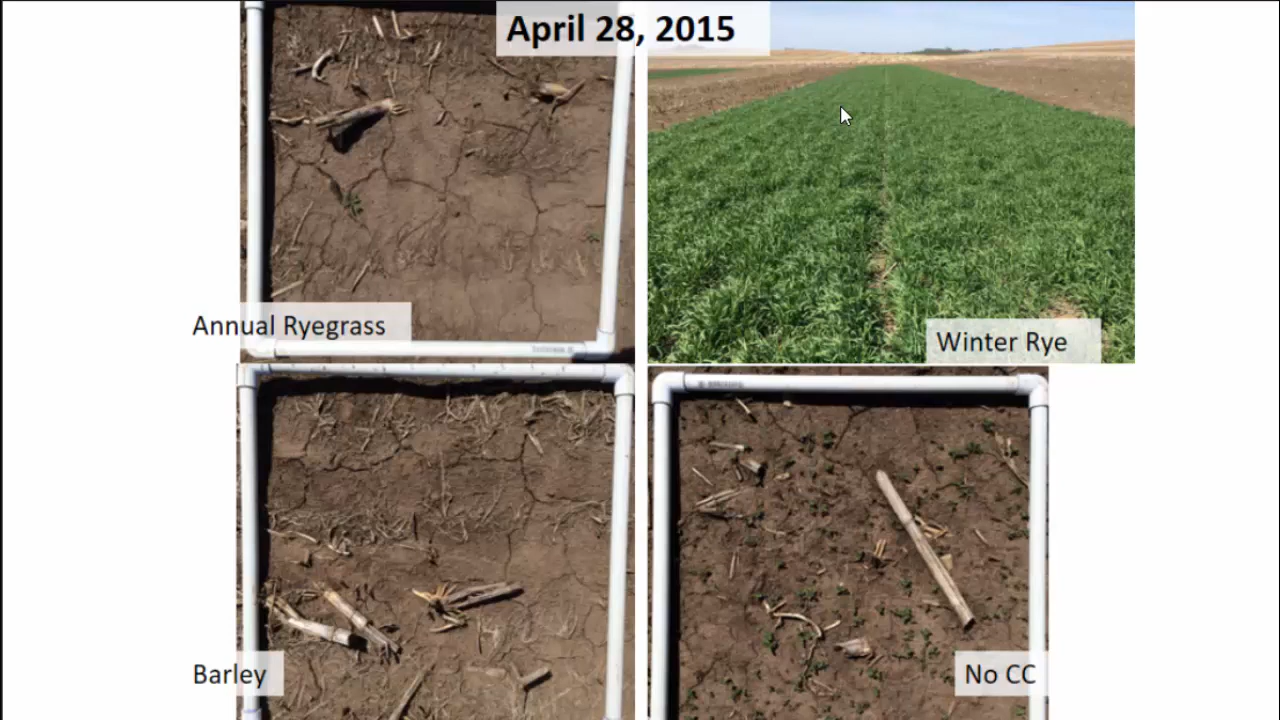 April 28, 2015
Annual Ryegrass
Winter Rye
Barley
No CC